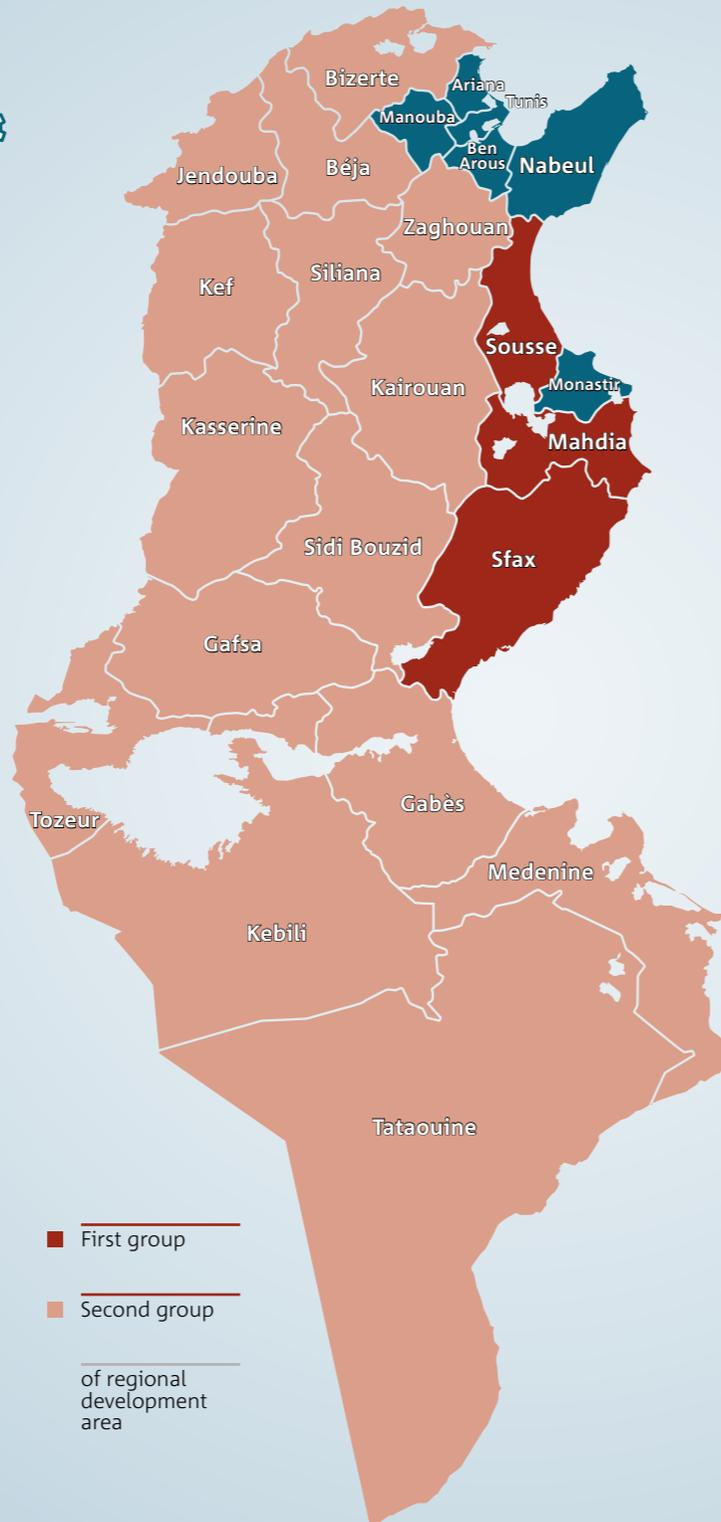 Bizerte
Ariana
Tunis
Manouba
Ben
Arous
Nabeul
Jendouba
Béja
Zaghouan
Kef
Siliana
Sousse
Kairouan
Monastir
Kasserine
Mahdia
Sidi Bouzid
Sfax
Gafsa
Tozeur
Gabès
Medenine
Kebili
Tataouine
First group
Second group
of regional
development
area